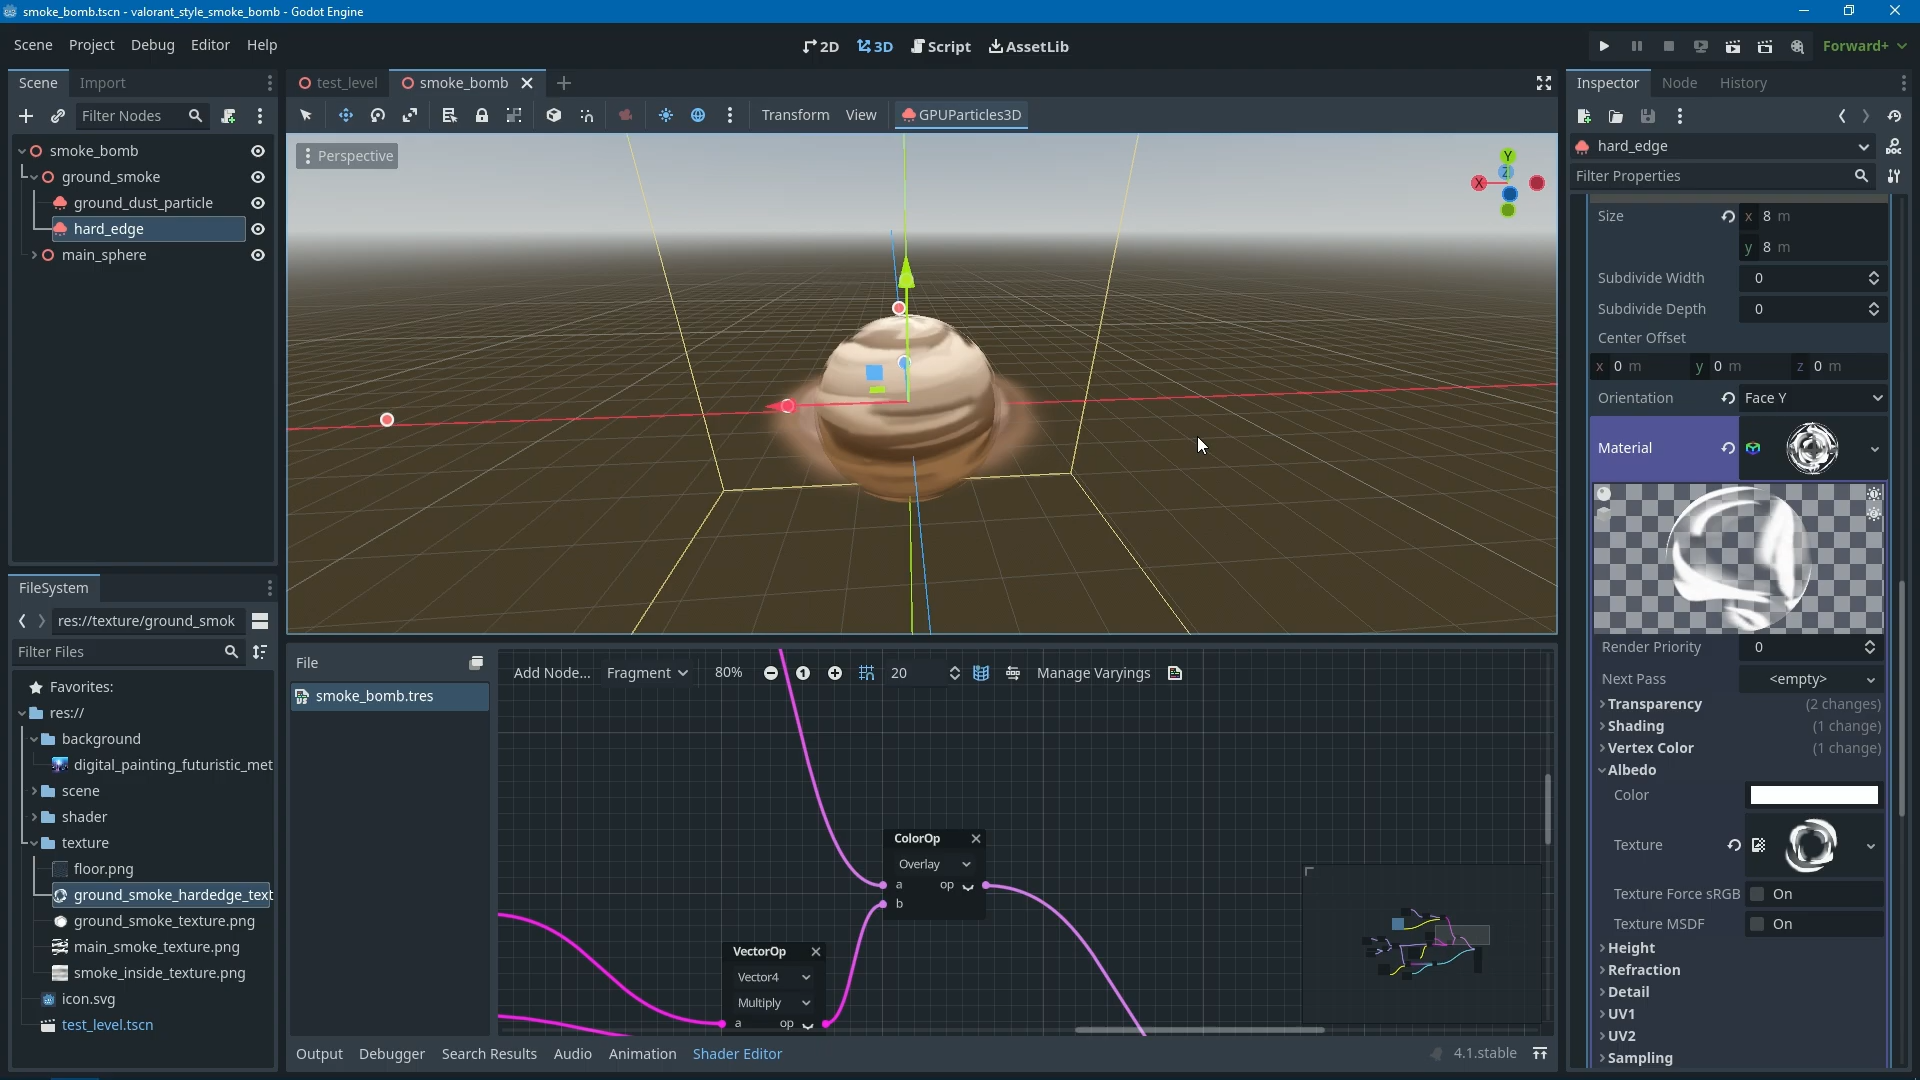 smoke_bomb.tscn - valorant_style_smoke_bomb - Godot Engine
Scene Project Debug Editor Help
2D 3D Script AssetLib
Forward+
Scene Import
Filter Nodes
smoke_bomb
ground_smoke
ground_dust_particle
hard_edge
main_sphere
FileSystem
res://texture/ground_smok
Filter Files
Favorites:
res://
background
digital_painting_futuristic_met
scene
shader
texture
floor.png
ground_smoke_hardedge_text
ground_smoke_texture.png
main_smoke_texture.png
smoke_inside_texture.png
icon.svg
test_level.tscn
test_level smoke_bomb
Transform View GPUParticles3D
Perspective
Y
Z
X
File
smoke_bomb.tres
Add Node... Fragment 80% 1 20 Manage Varyings
ColorOp
Overlay
a op
b
VectorOp
Vector4
Multiply
a op
Output Debugger Search Results Audio Animation Shader Editor
4.1.stable
Inspector Node History
hard_edge
Filter Properties
Size x 8 m
y 8 m
Subdivide Width 0
Subdivide Depth 0
Center Offset
x 0 m y 0 m z 0 m
Orientation Face Y
Material
Render Priority 0
Next Pass <empty>
Transparency (2 changes)
Shading (1 change)
Vertex Color (1 change)
Albedo
Color
Texture
Texture Force sRGB On
Texture MSDF On
Height
Refraction
Detail
UV1
UV2
Sampling